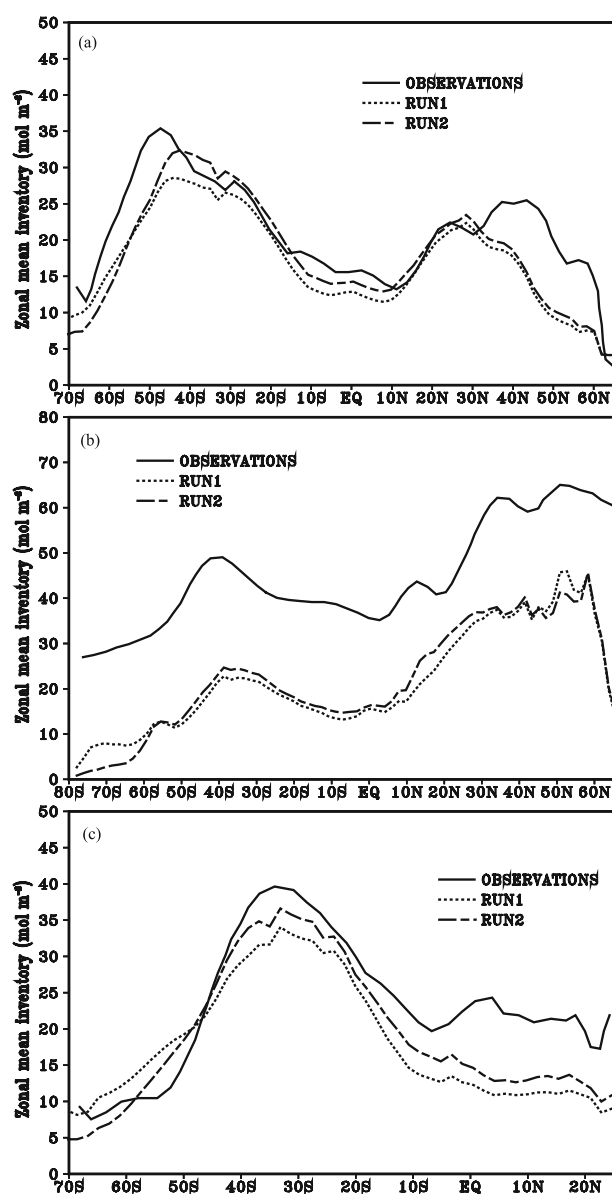 50
(a)
45
OBSERVATIONS
40
RUN1
35
RUN2
30
25
20
15
10
5
0
Zonal mean inventory (mol m⁻²)
70S 60S 50S 40S 30S 20S 10S EQ 10N 20N 30N 40N 50N 60N
80
(b)
70
OBSERVATIONS
60
RUN1
RUN2
50
40
30
20
10
0
Zonal mean inventory (mol m⁻²)
80S 70S 60S 50S 40S 30S 20S 10S EQ 10N 20N 30N 40N 50N 60N
50
(c)
45
40
OBSERVATIONS
RUN1
35
RUN2
30
25
20
15
10
5
0
Zonal mean inventory (mol m⁻²)
70S 60S 50S 40S 30S 20S 10S EQ 10N 20N